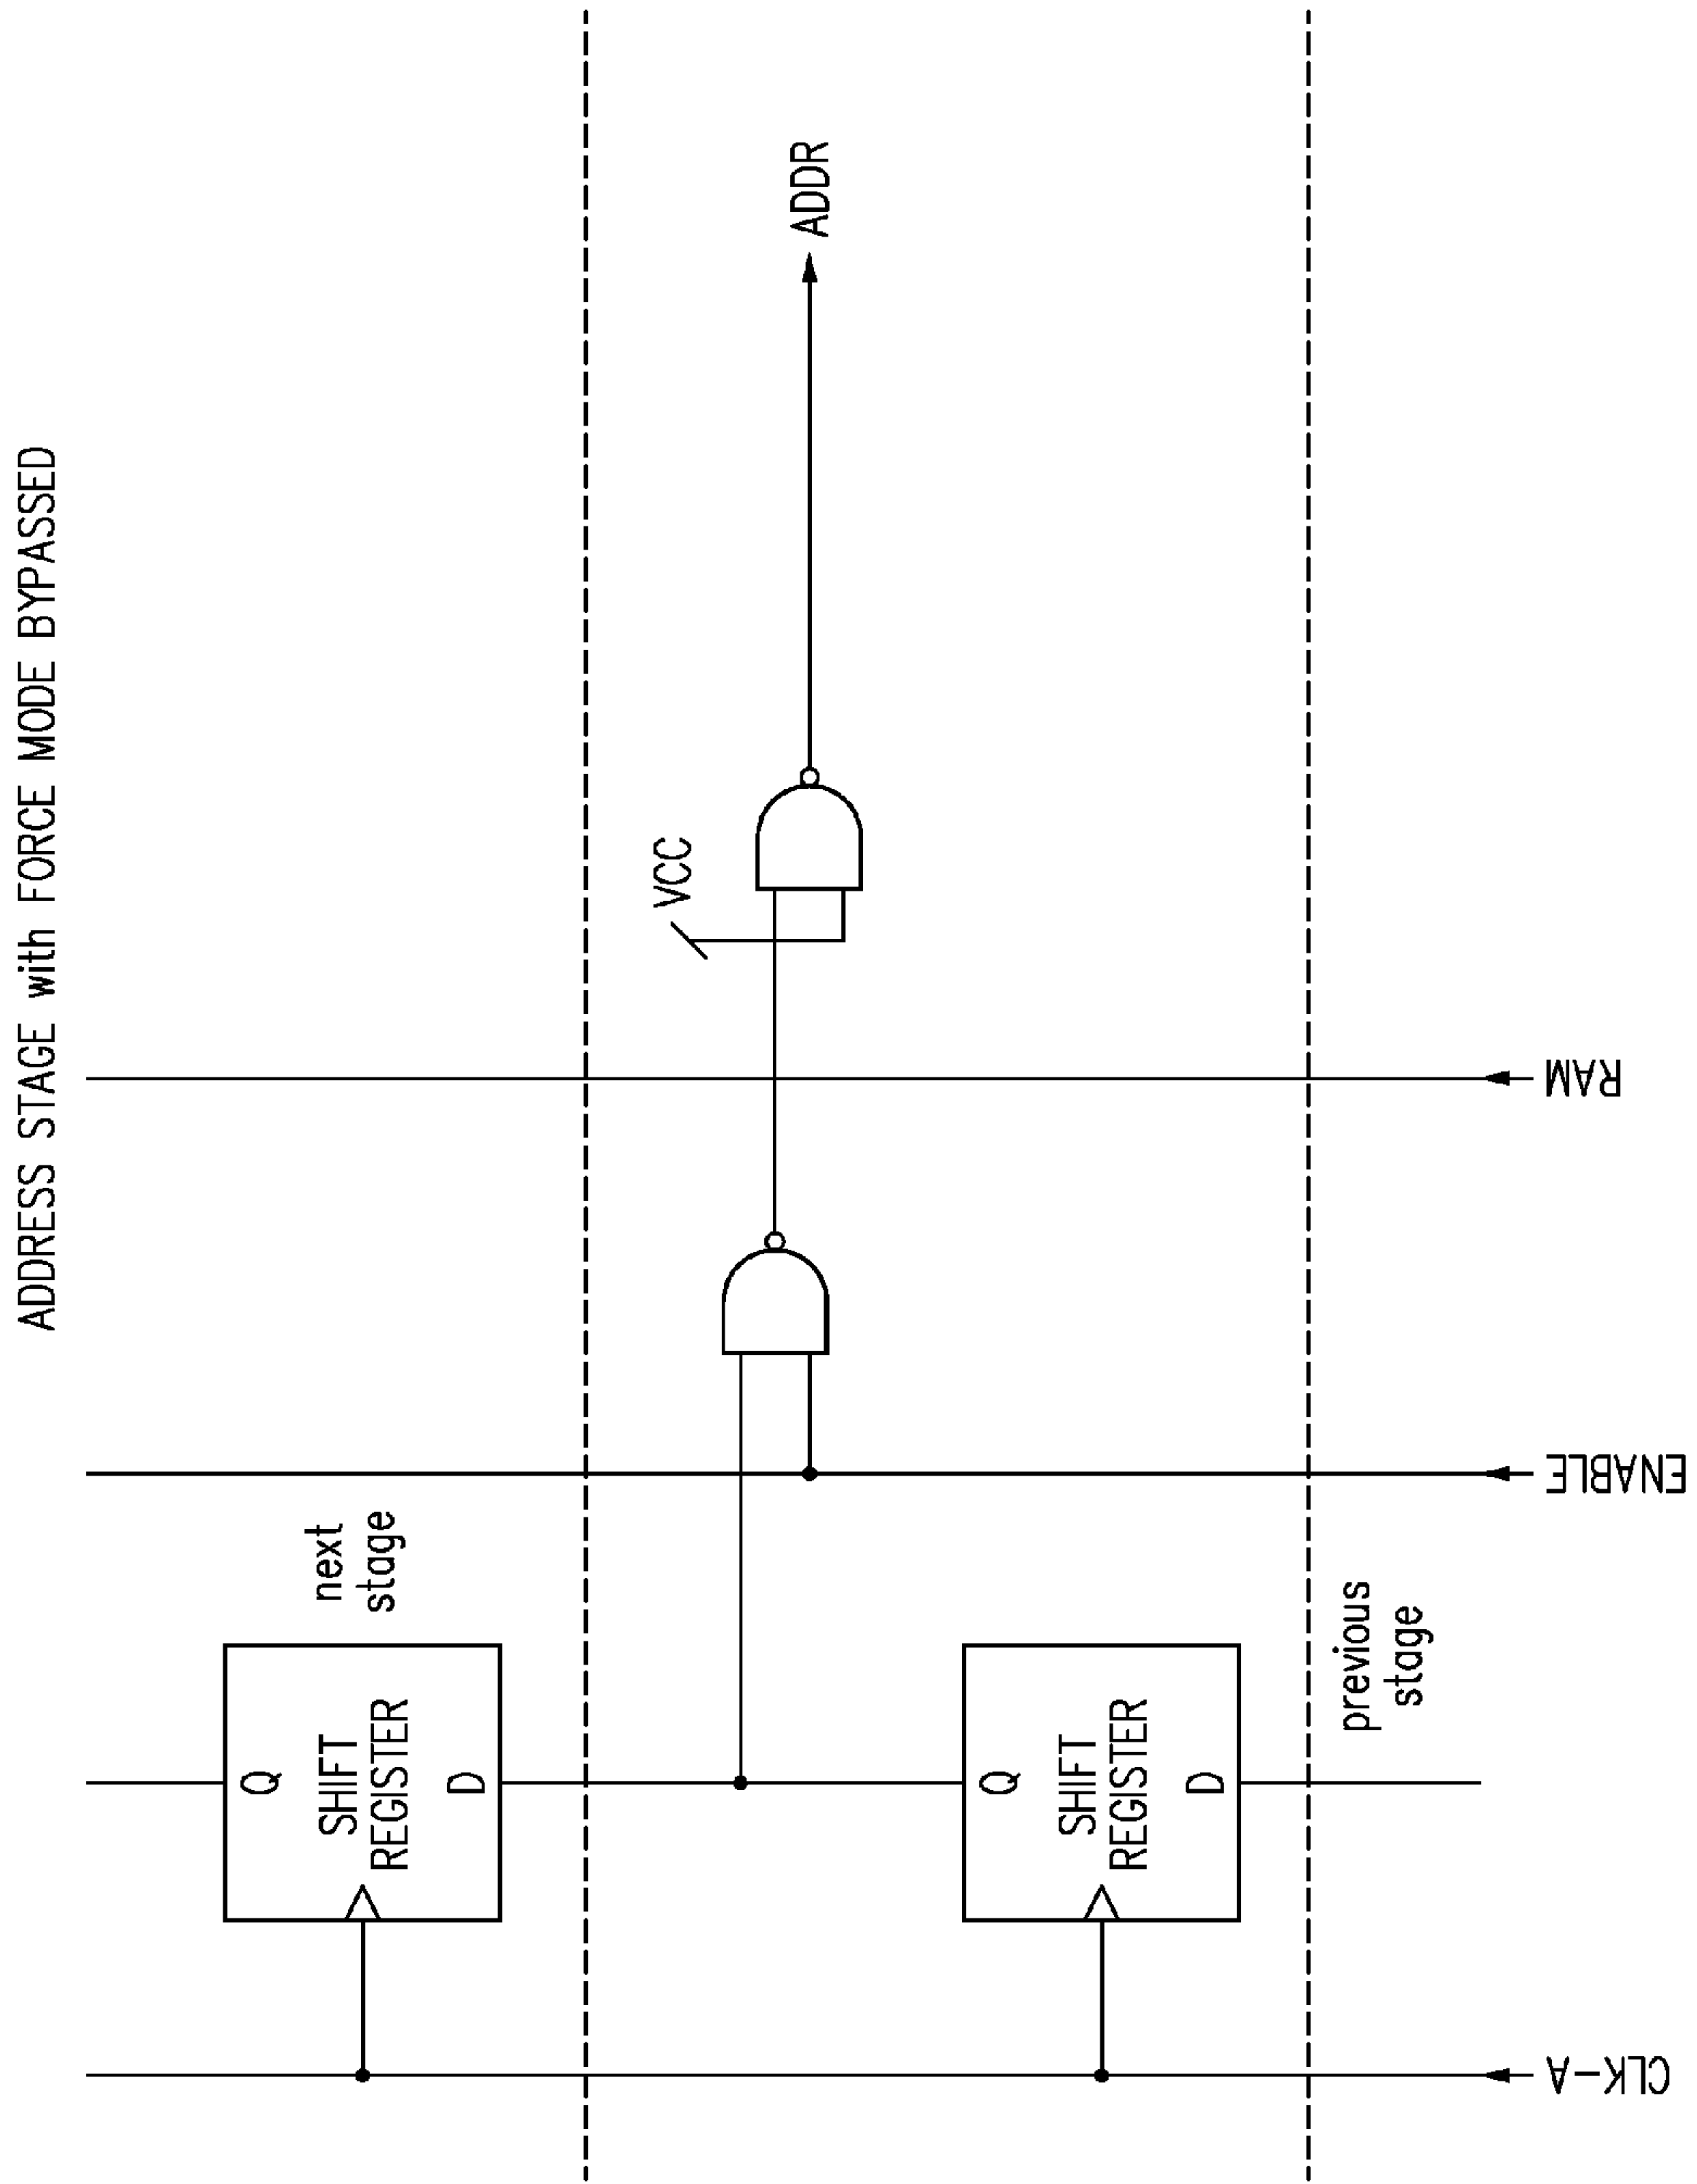 ADDRESS STAGE with FORCE MODE BYPASSED
Q
SHIFT
REGISTER
D
next
stage
VCC
ADDR
Q
SHIFT
REGISTER
D
previous
stage
CLK-A
ENABLE
RAM